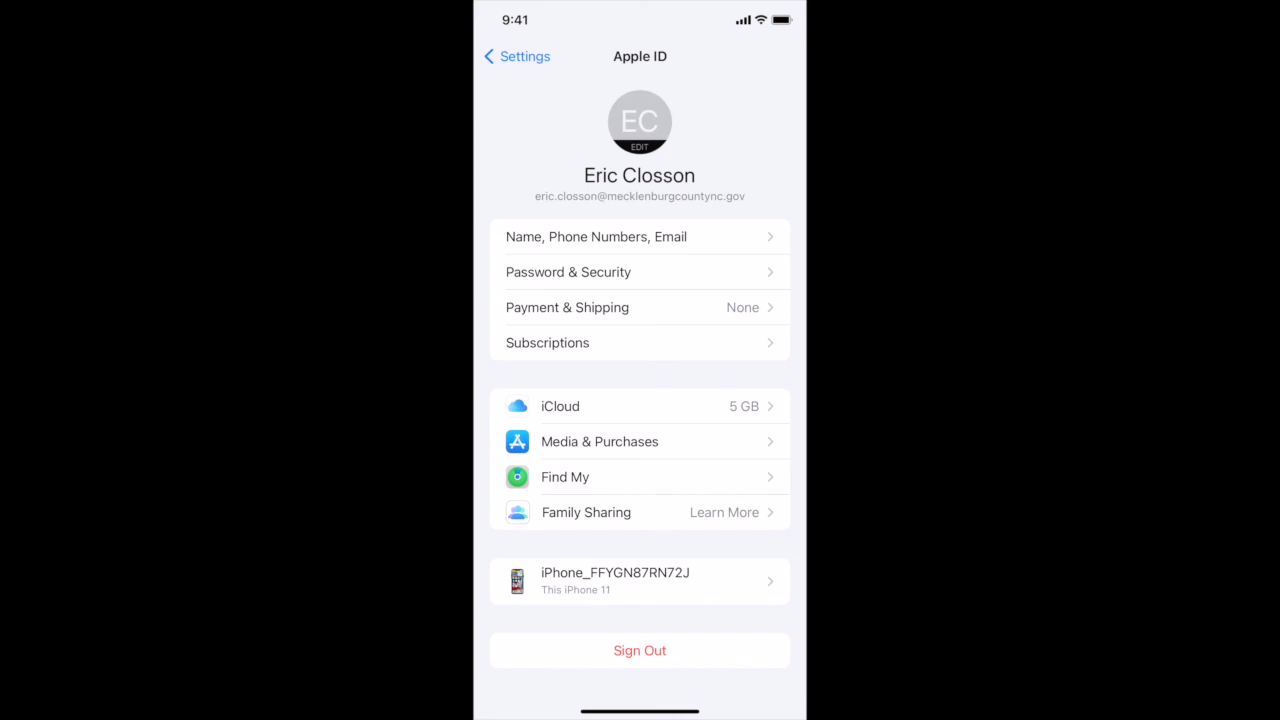 9:41
Settings
Apple ID
EC
EDIT
Eric Closson
eric.closson@mecklenburgcountync.gov
Name, Phone Numbers, Email
Password & Security
Payment & Shipping None
Subscriptions
iCloud 5 GB
Media & Purchases
Find My
Family Sharing Learn More
iPhone_FFYGN87RN72J
This iPhone 11
Sign Out